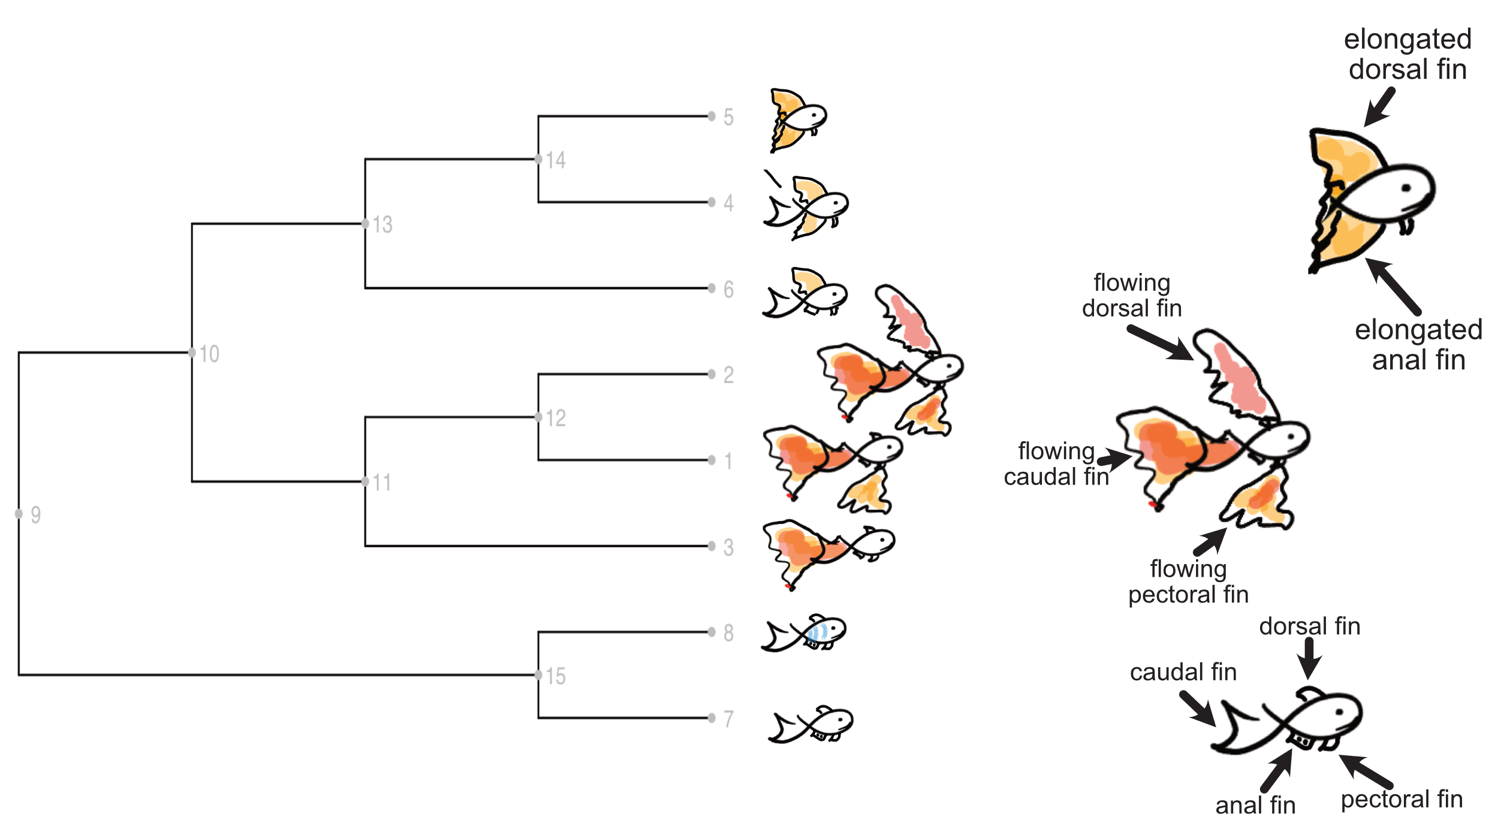 elongated
dorsal fin
5
14
4
13
6
10
2
12
1
11
3
9
8
15
7
flowing
dorsal fin
elongated
anal fin
flowing
caudal fin
flowing
pectoral fin
dorsal fin
caudal fin
anal fin
pectoral fin